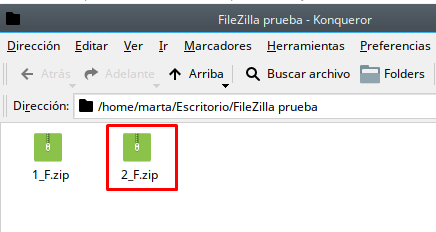 FileZilla prueba - Konqueror
Dirección Editar Ver Ir Marcadores Herramientas Preferencias
Atrás Adelante Arriba Buscar archivo Folders
Dirección: /home/marta/Escritorio/FileZilla prueba
1_F.zip 2_F.zip